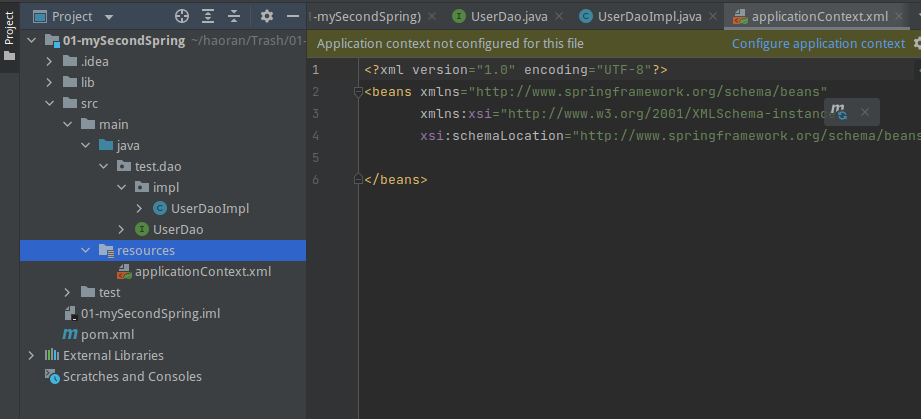 Project
Project
01-mySecondSpring ~/haoran/Trash/01-
.idea
lib
src
main
java
test.dao
impl
UserDaoImpl
UserDao
resources
applicationContext.xml
test
01-mySecondSpring.iml
pom.xml
External Libraries
Scratches and Consoles
1-mySecondSpring)
UserDao.java
UserDaoImpl.java
applicationContext.xml
Application context not configured for this file
Configure application context
1 <?xml version="1.0" encoding="UTF-8"?>
2 <beans xmlns="http://www.springframework.org/schema/beans"
3 xmlns:xsi="http://www.w3.org/2001/XMLSchema-instance
4 xsi:schemaLocation="http://www.springframework.org/schema/beans
5
6 </beans>